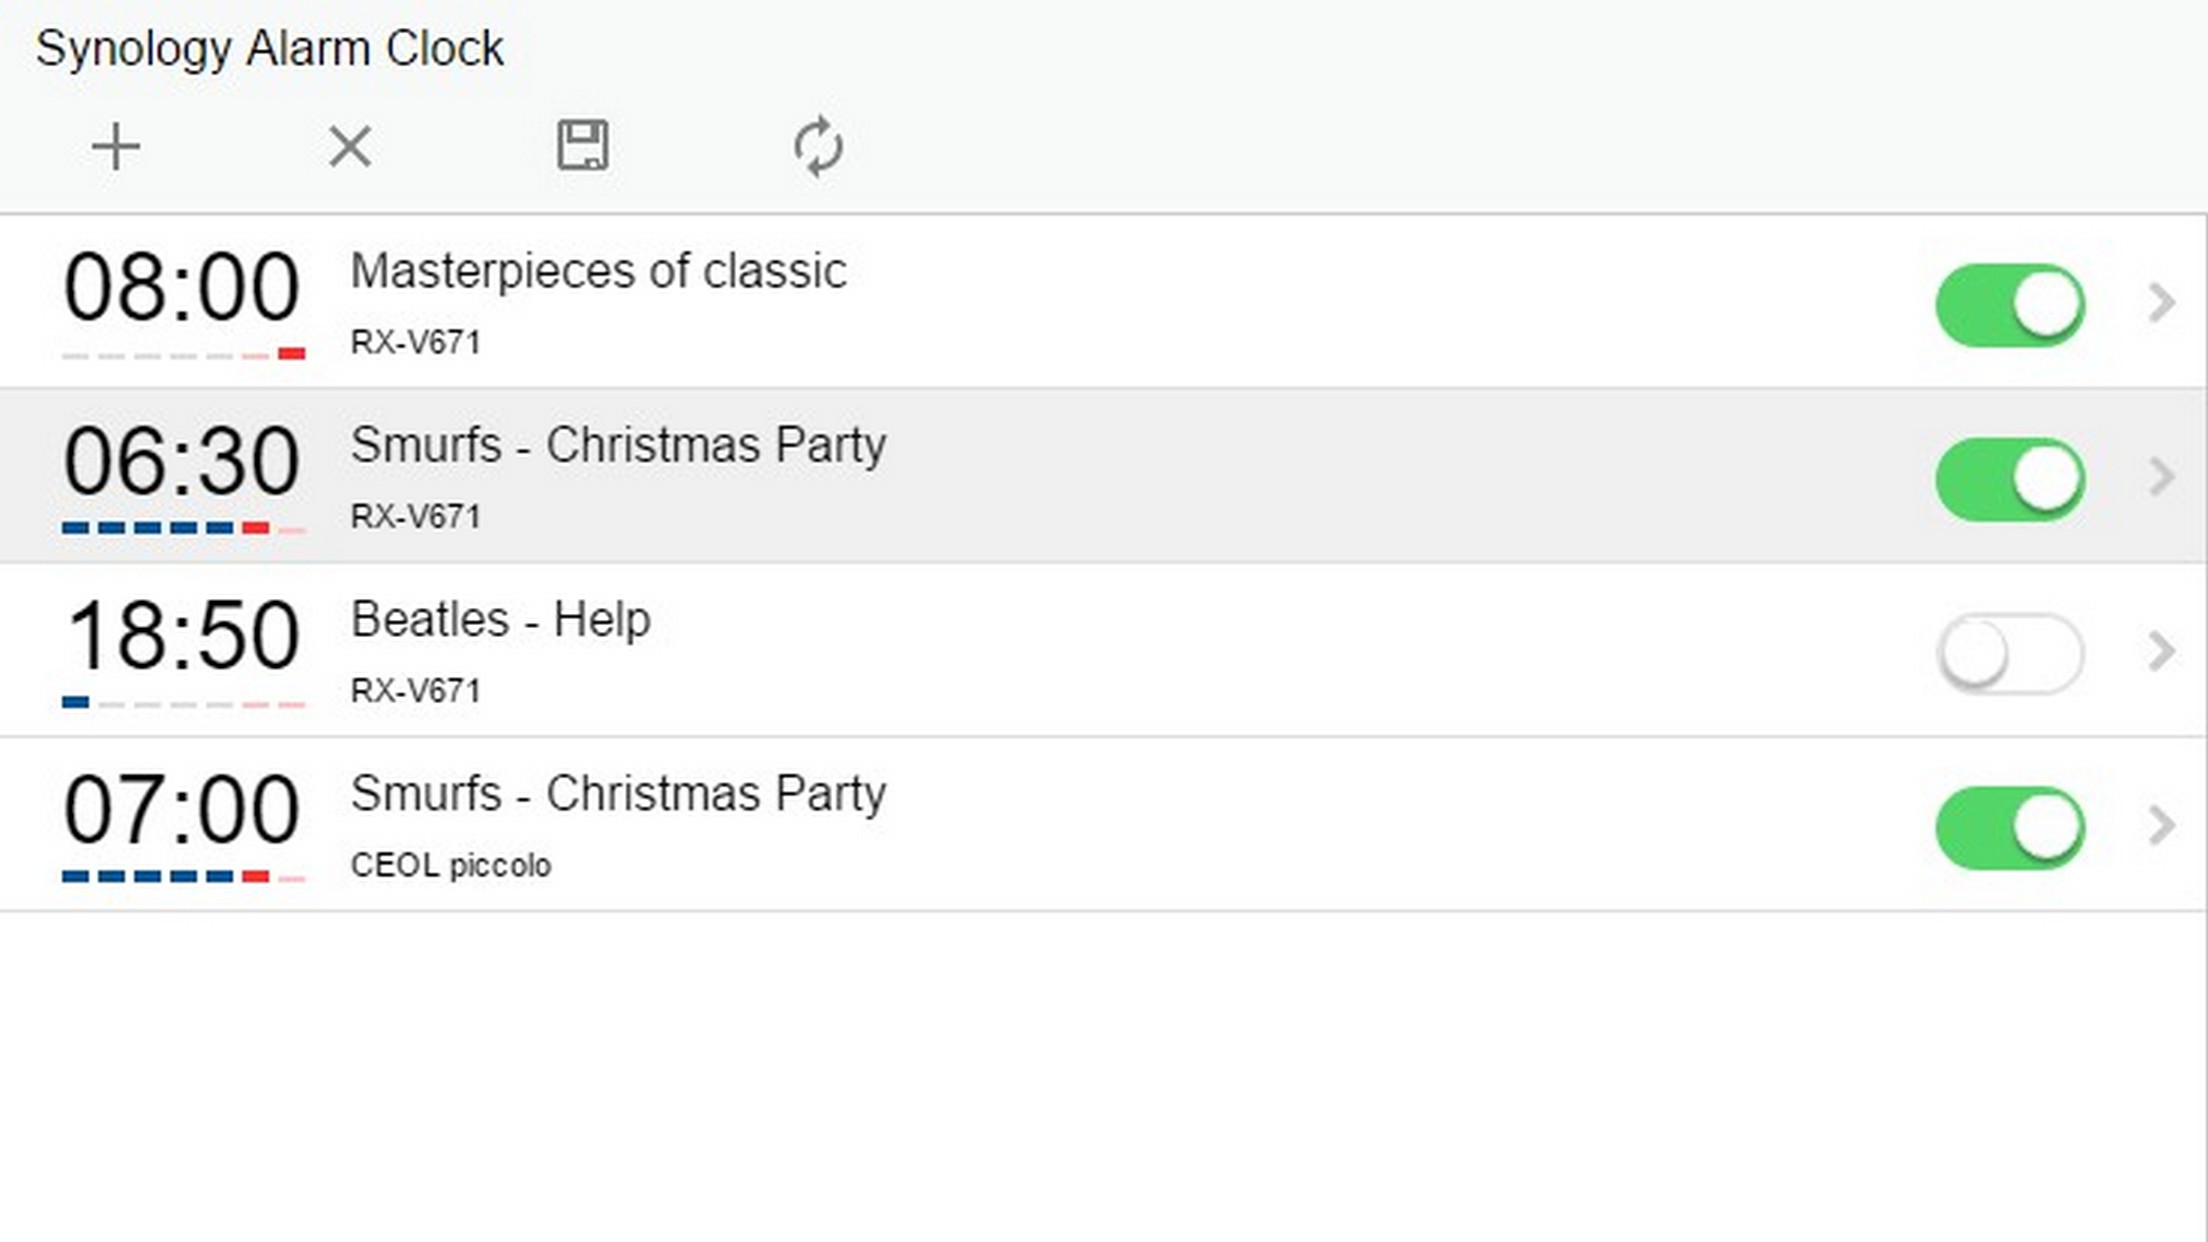 Synology Alarm Clock
08:00
Masterpieces of classic
RX-V671
06:30
Smurfs - Christmas Party
RX-V671
18:50
Beatles - Help
RX-V671
07:00
Smurfs - Christmas Party
CEOL piccolo